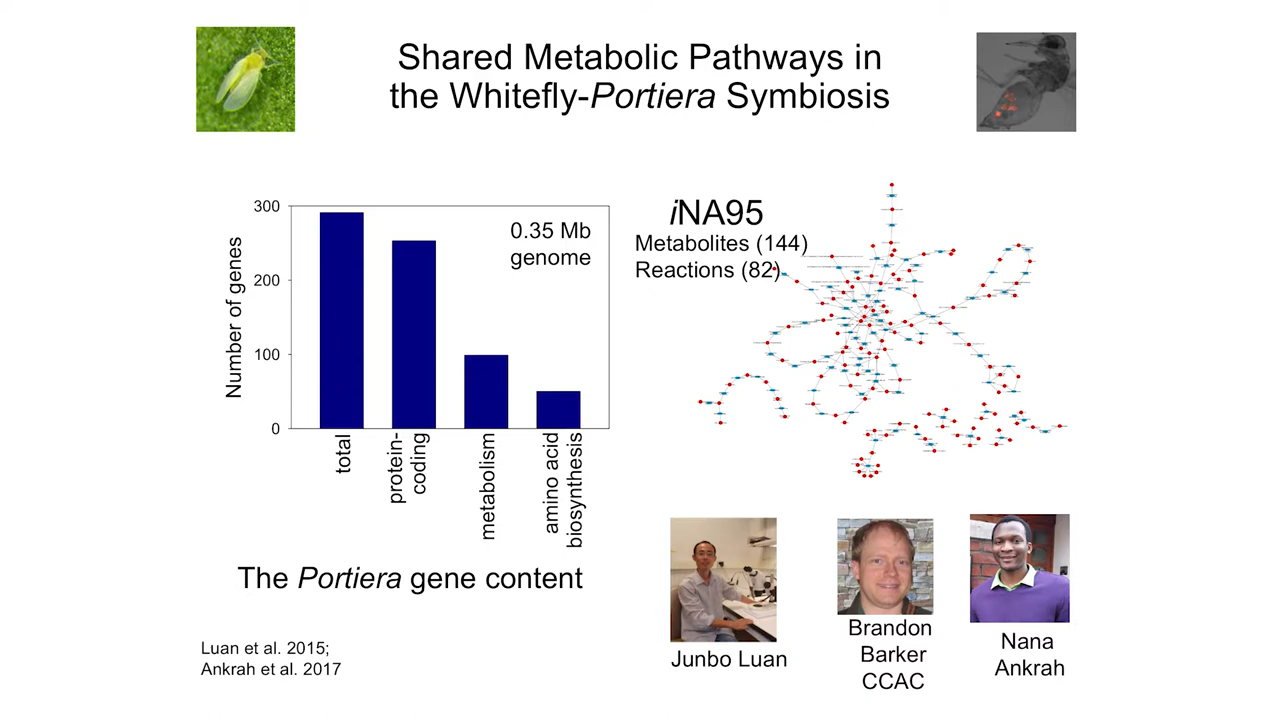 Shared Metabolic Pathways in
the Whitefly-Portiera Symbiosis
Number of genes
300
200
100
0
0.35 Mb
genome
total
protein-
coding
metabolism
amino acid
biosynthesis
The Portiera gene content
Luan et al. 2015;
Ankrah et al. 2017
iNA95
Metabolites (144)
Reactions (82)
Junbo Luan
Brandon
Barker
CCAC
Nana
Ankrah